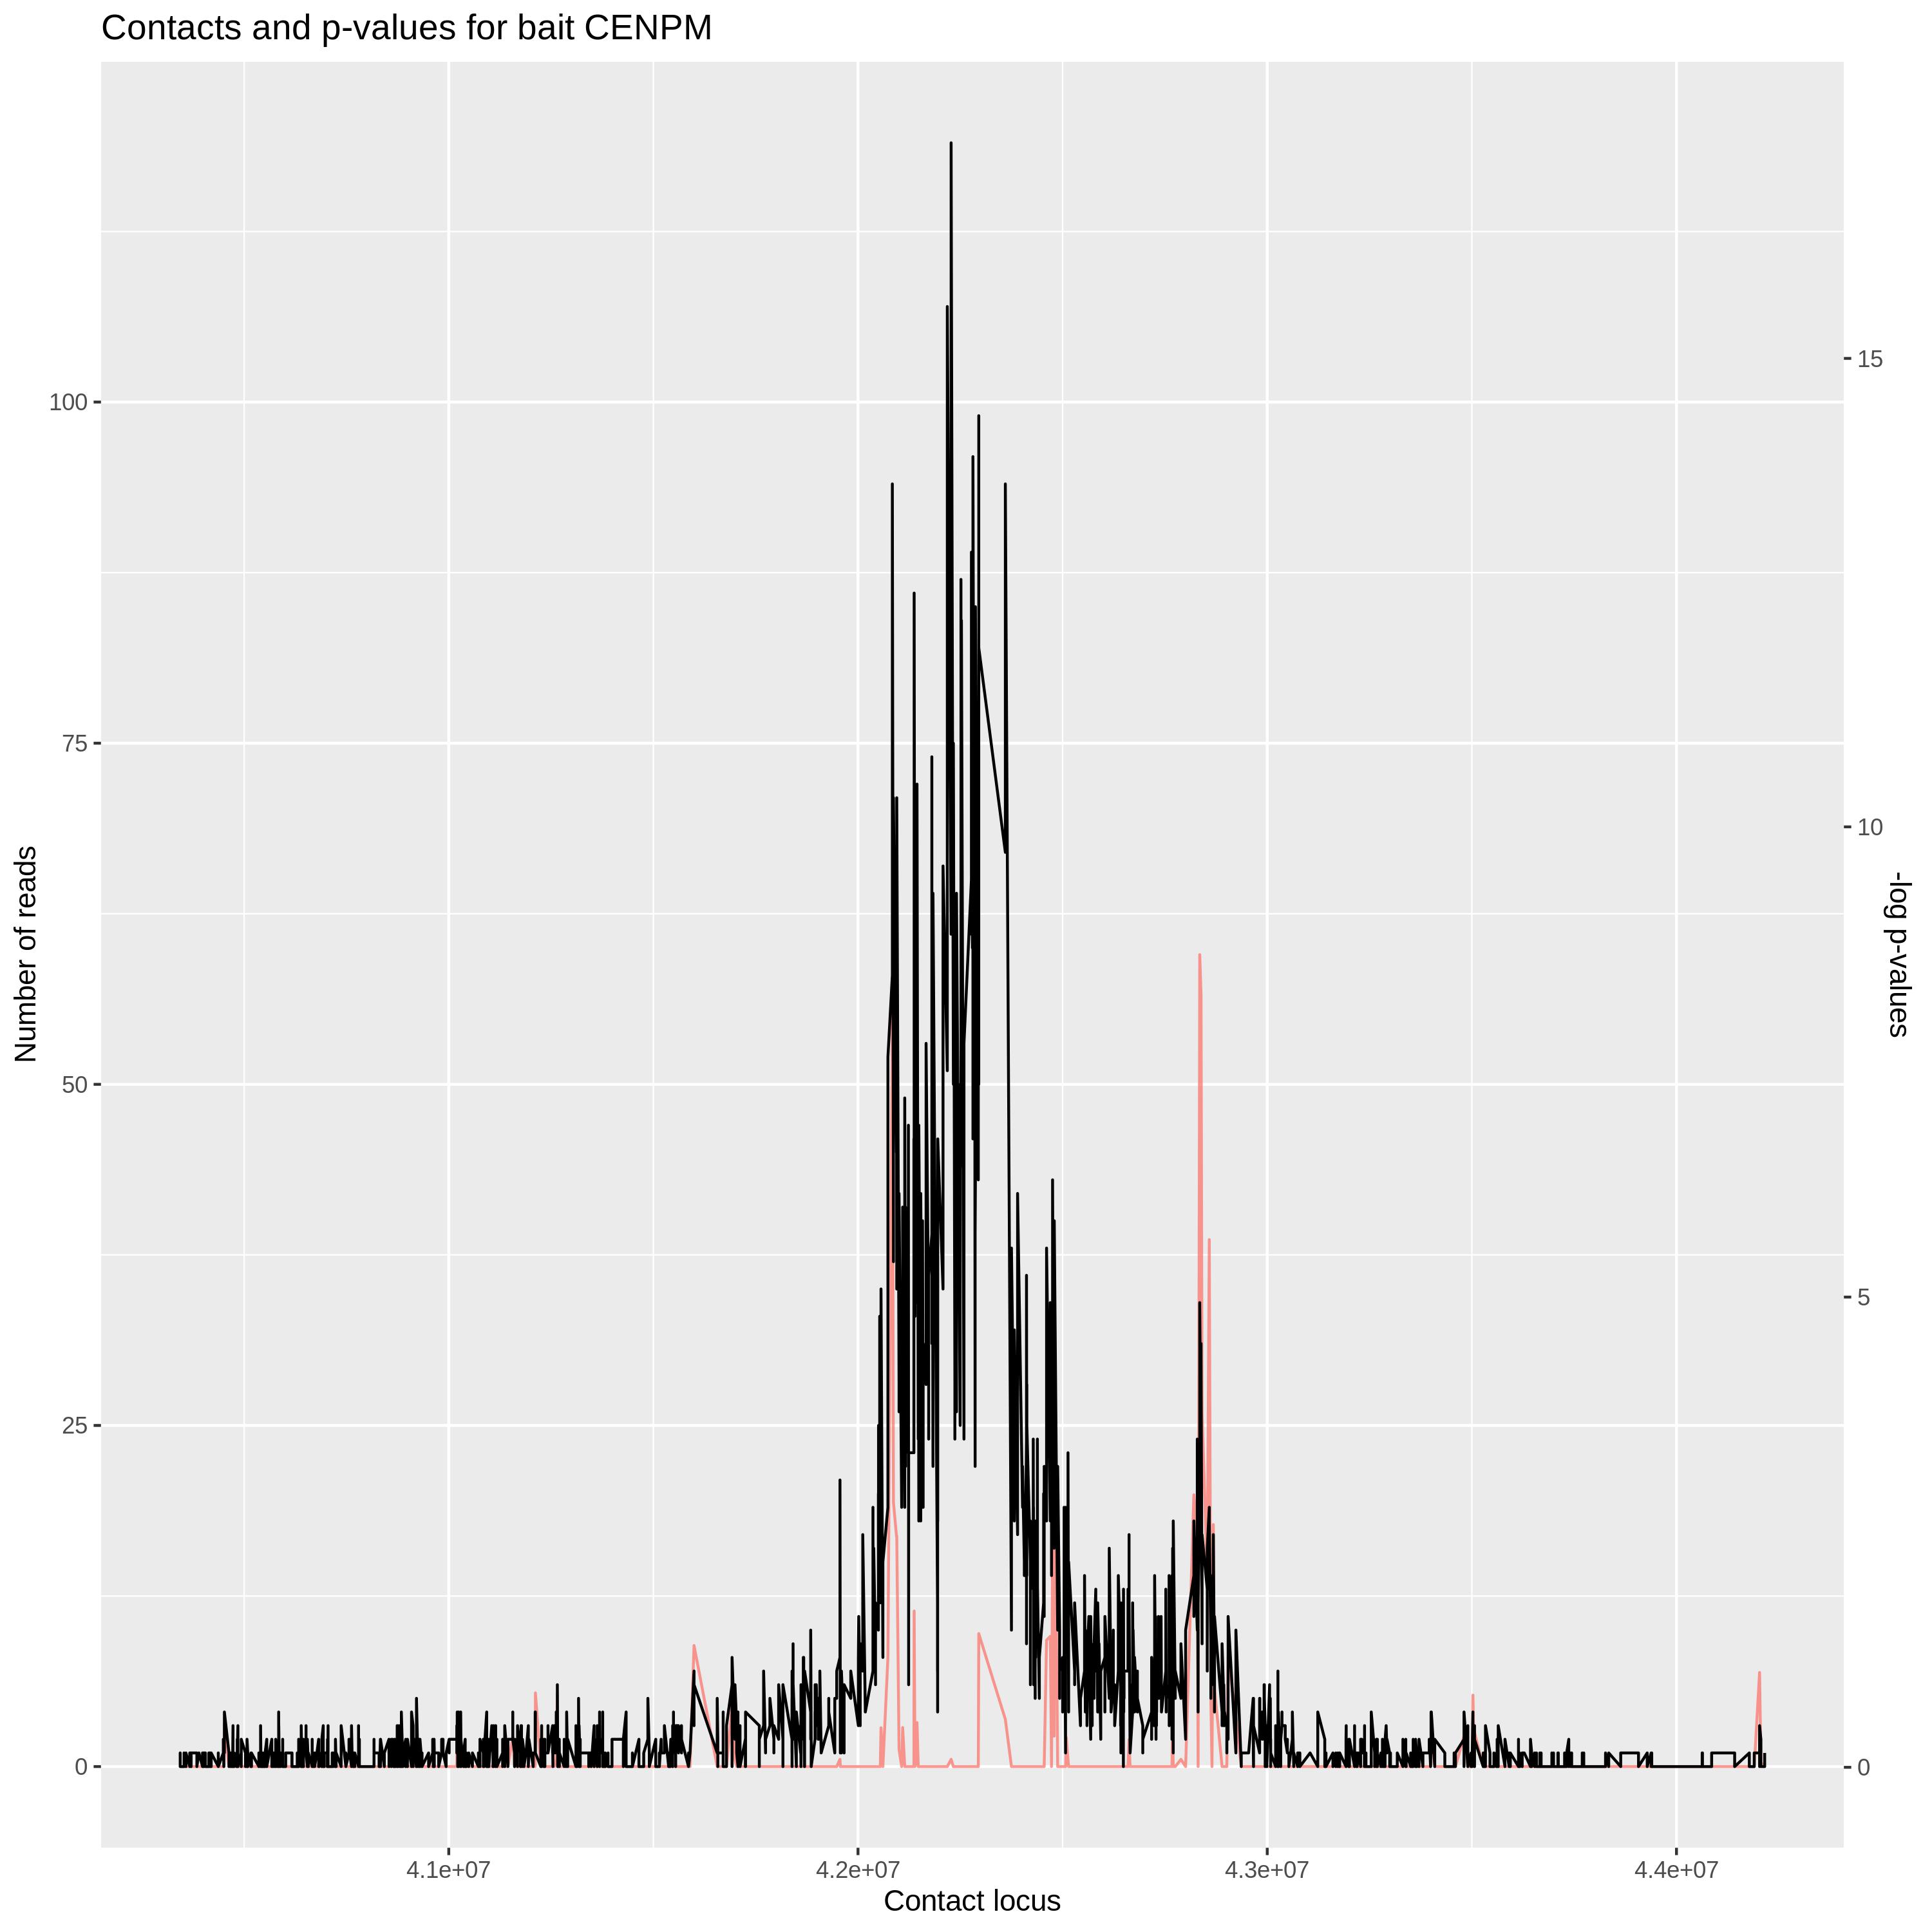 Contacts and p-values for bait CENPM
Number of reads
100
75
50
25
0
15
10
5
0
-log p-values
4.1e+07
4.2e+07
4.3e+07
4.4e+07
Contact locus